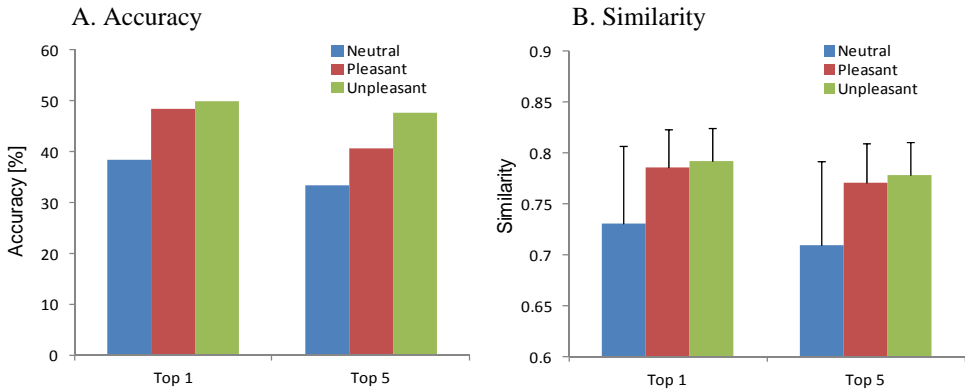 A. Accuracy
60
50
40
30
20
10
0
Accuracy [%]
Neutral
Pleasant
Unpleasant
Top 1
Top 5
B. Similarity
0.9
0.85
0.8
0.75
0.7
0.65
0.6
Similarity
Neutral
Pleasant
Unpleasant
Top 1
Top 5